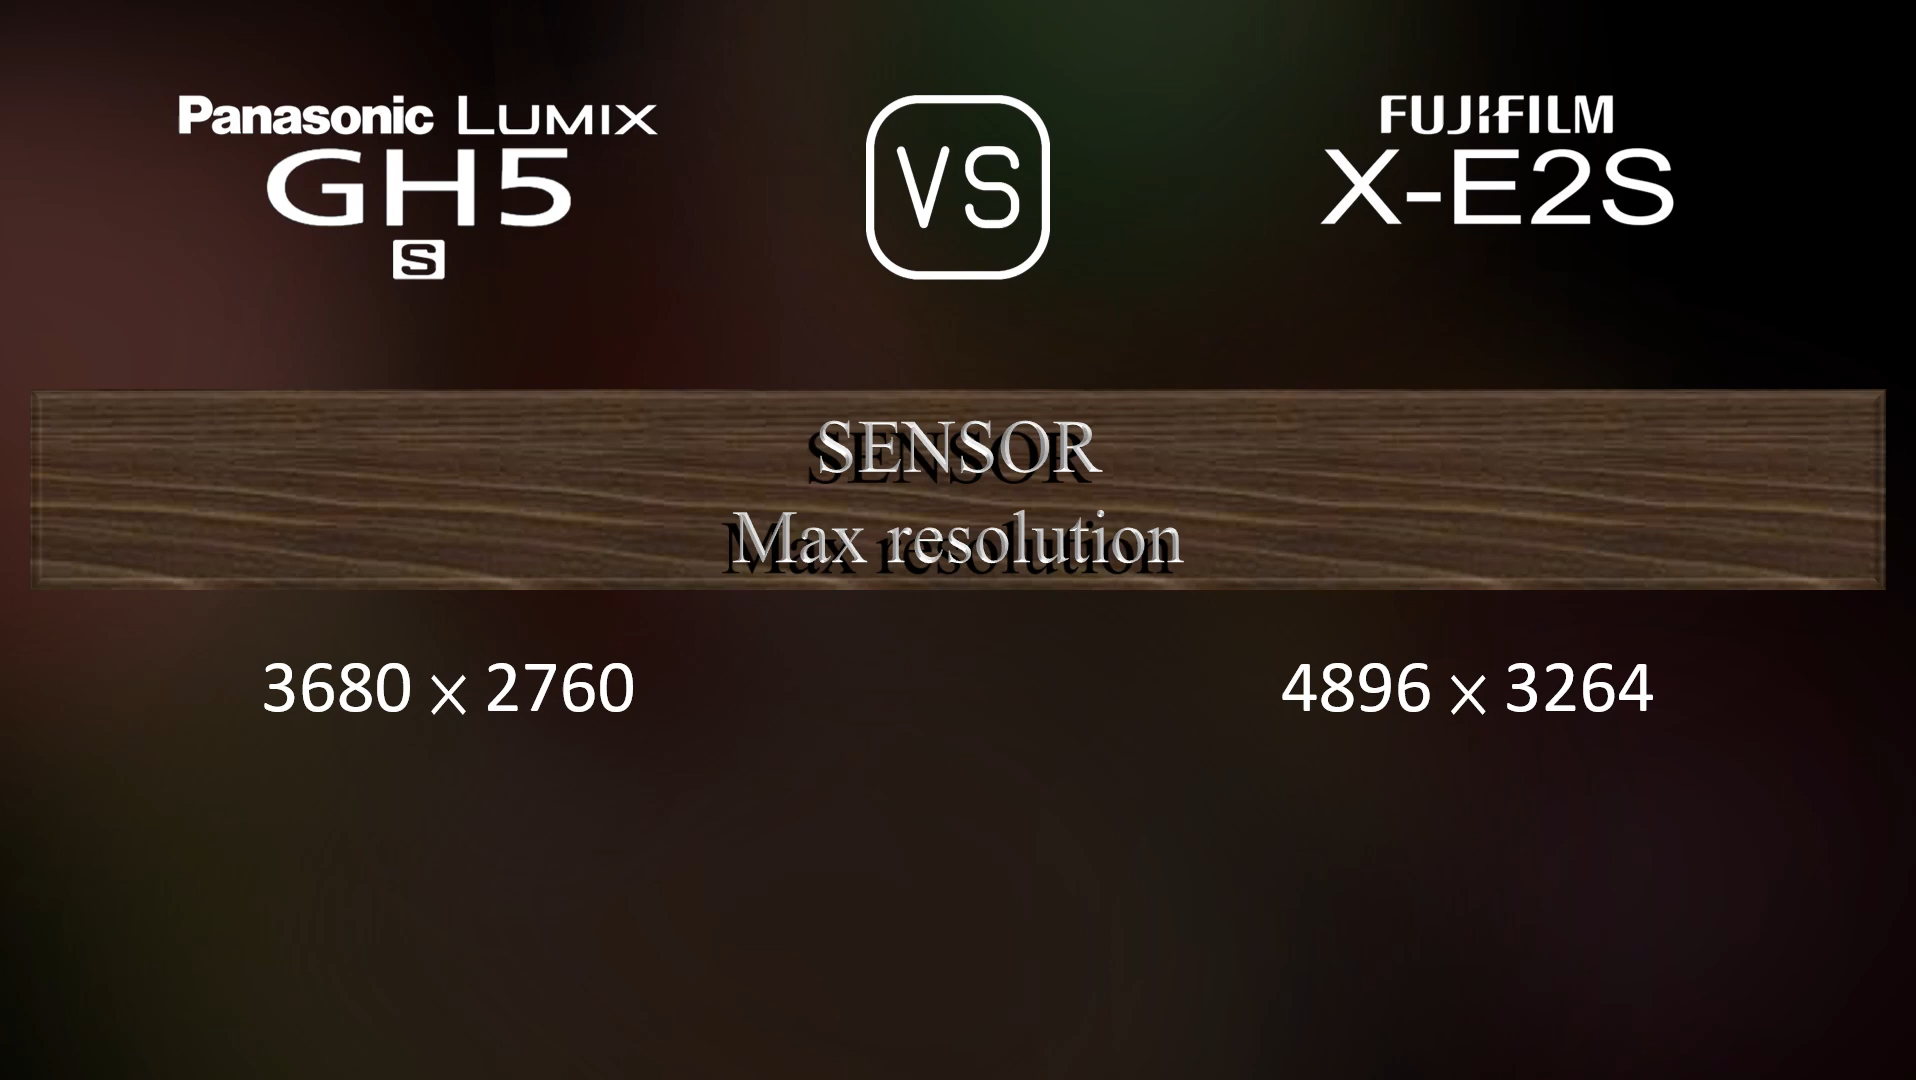 Panasonic LUMIX
GH5
S
VS
FUJIFILM
X-E2S
SENSOR
Max resolution
3680 x 2760
4896 x 3264